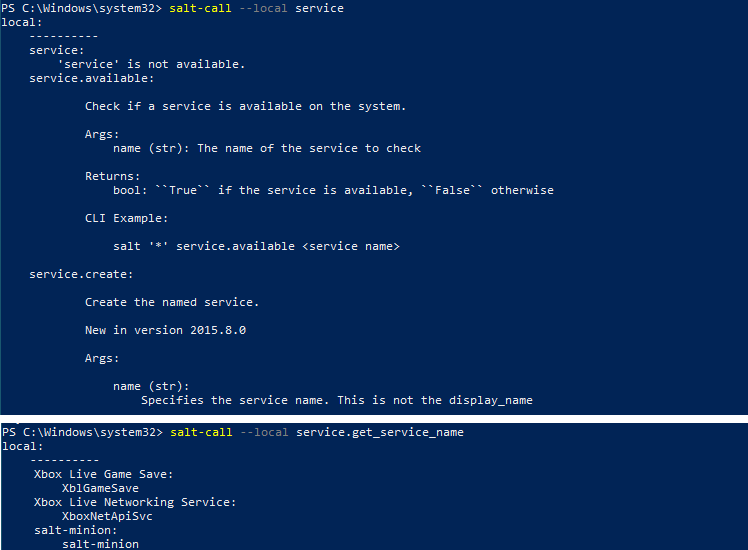 PS C:\Windows\system32> salt-call --local service
local:
----------
service:
'service' is not available.
service.available:
Check if a service is available on the system.
Args:
name (str): The name of the service to check
Returns:
bool: ``True`` if the service is available, ``False`` otherwise
CLI Example:
salt '*' service.available <service name>
service.create:
Create the named service.
New in version 2015.8.0
Args:
name (str):
Specifies the service name. This is not the display_name
PS C:\Windows\system32> salt-call --local service.get_service_name
local:
----------
Xbox Live Game Save:
XblGameSave
Xbox Live Networking Service:
XboxNetApiSvc
salt-minion:
salt-minion